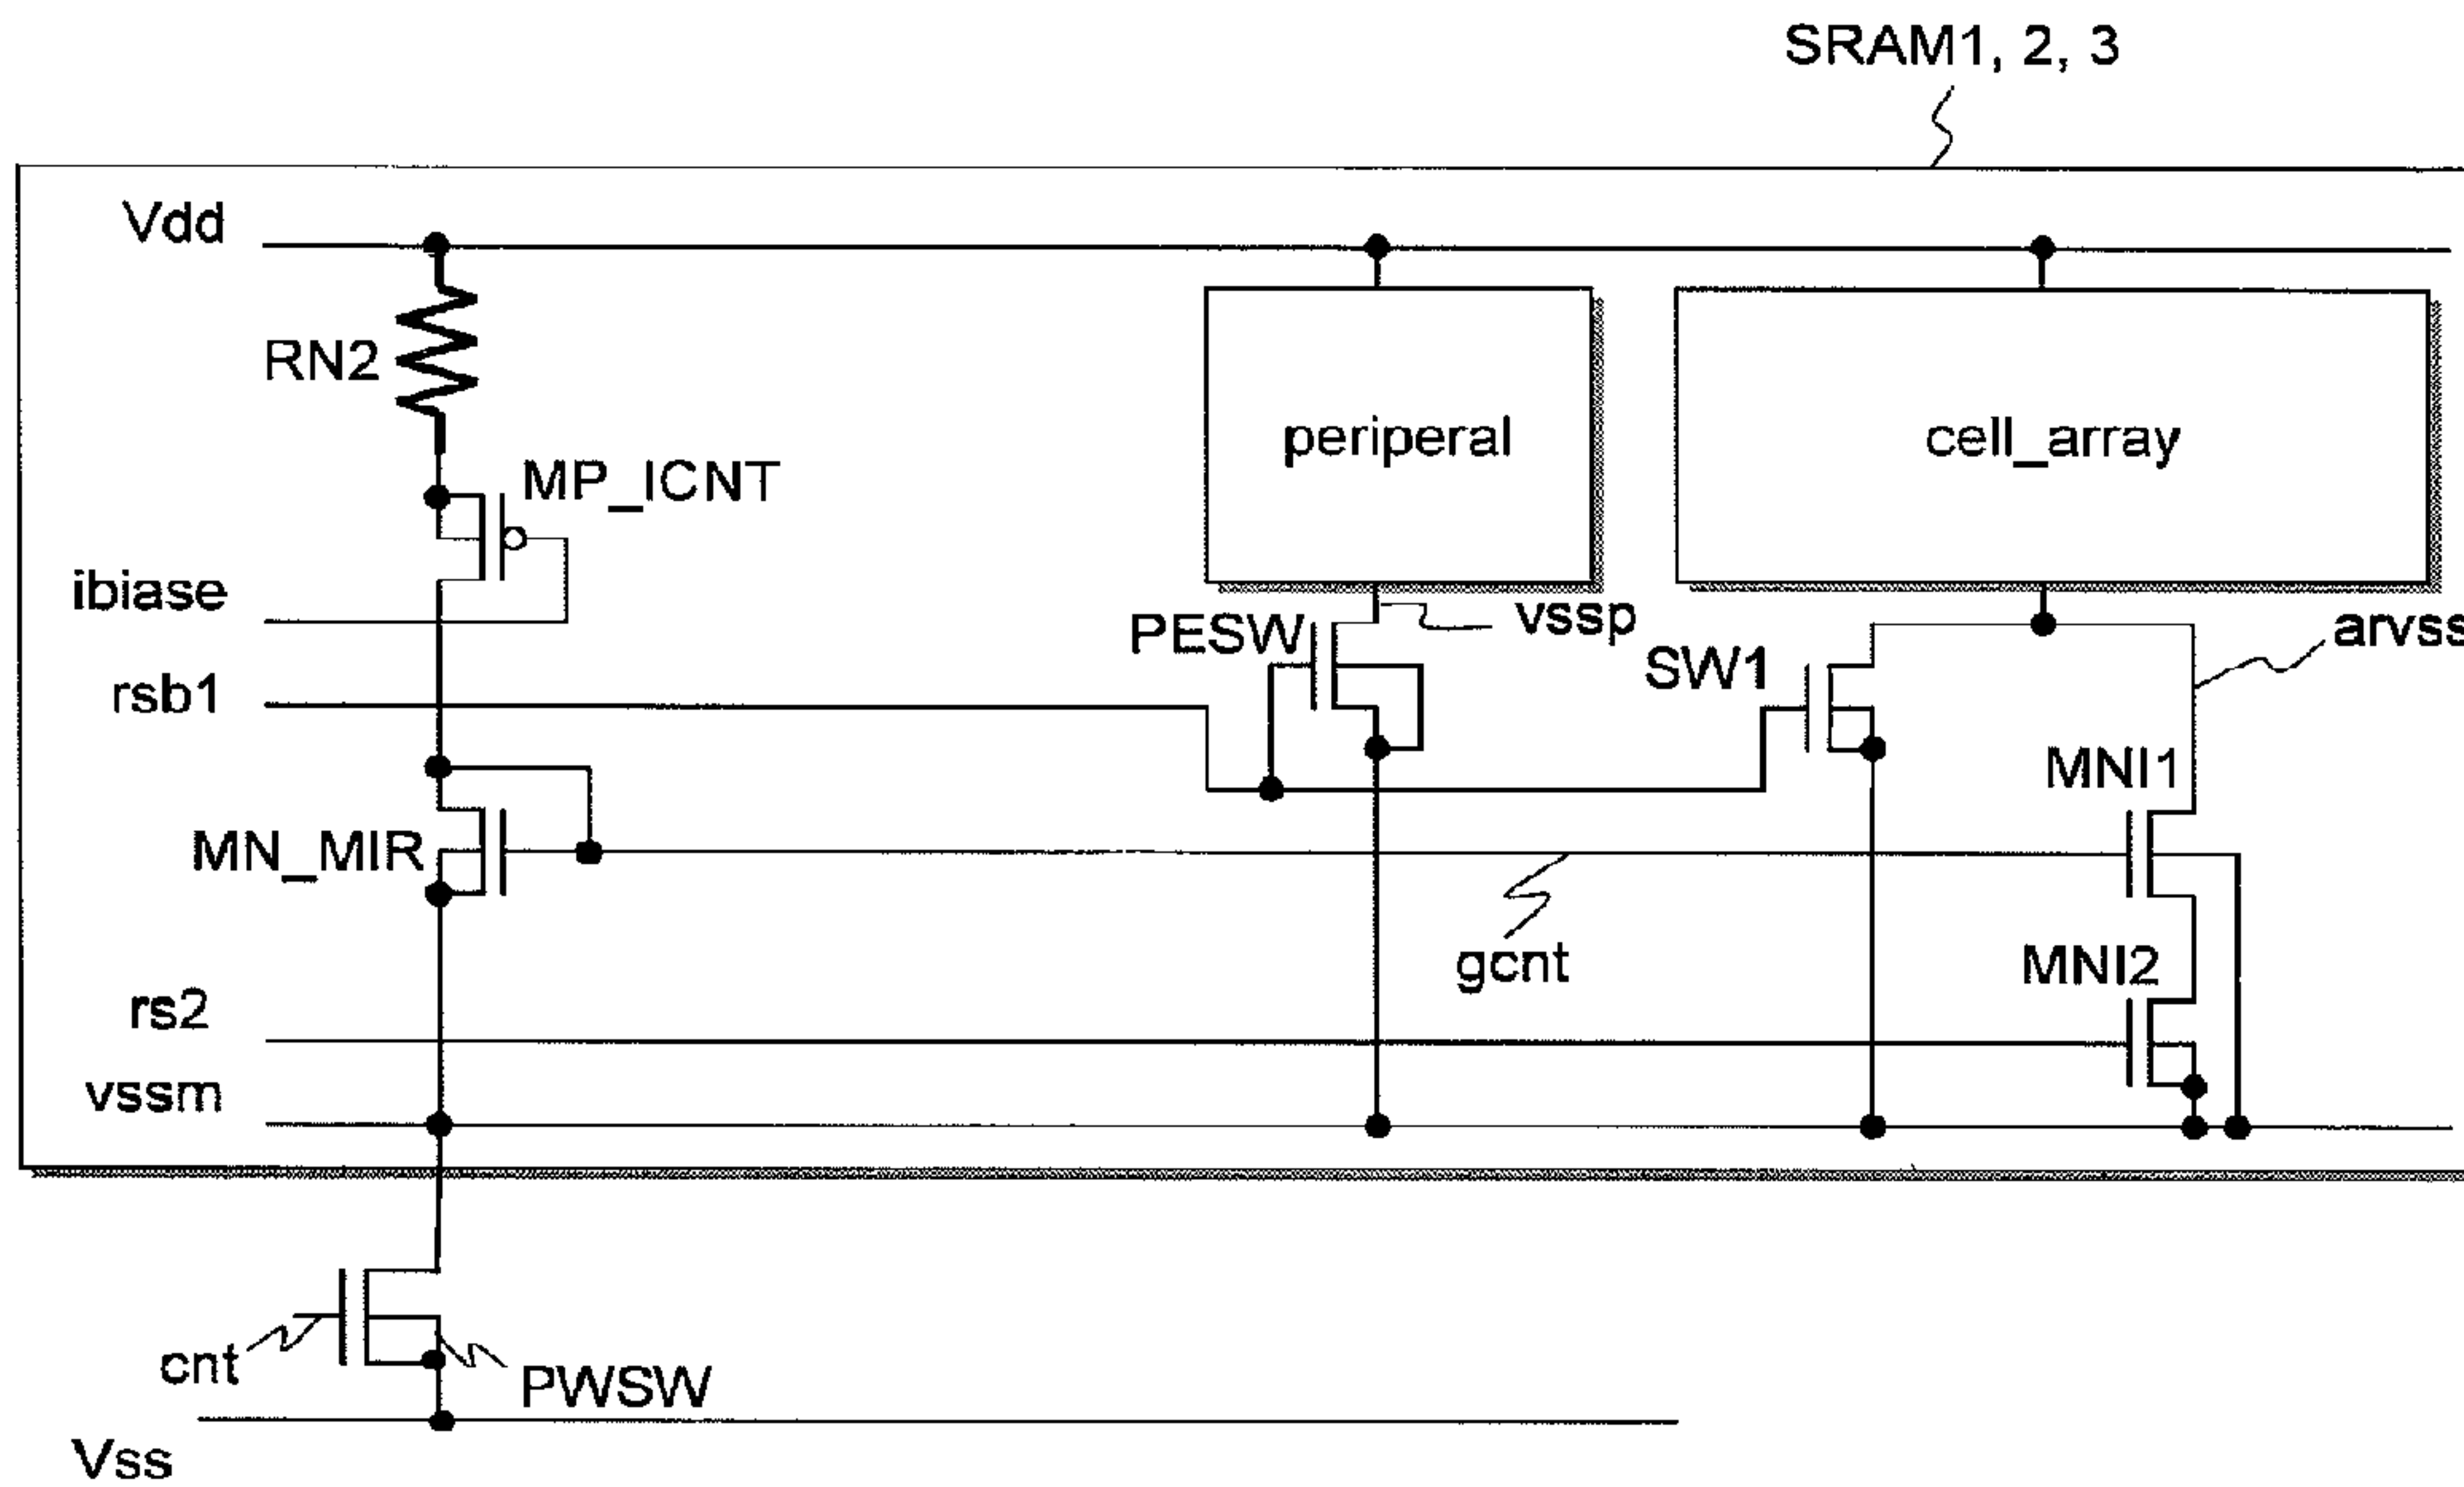 SRAM1, 2, 3
Vdd
RN2
MP_ICNT
periperal
cell_array
ibiase
vssp
PESW
arvss
SW1
rsb1
MNI1
MN_MIR
gcnt
MNI2
rs2
vssm
cnt
PWSW
Vss